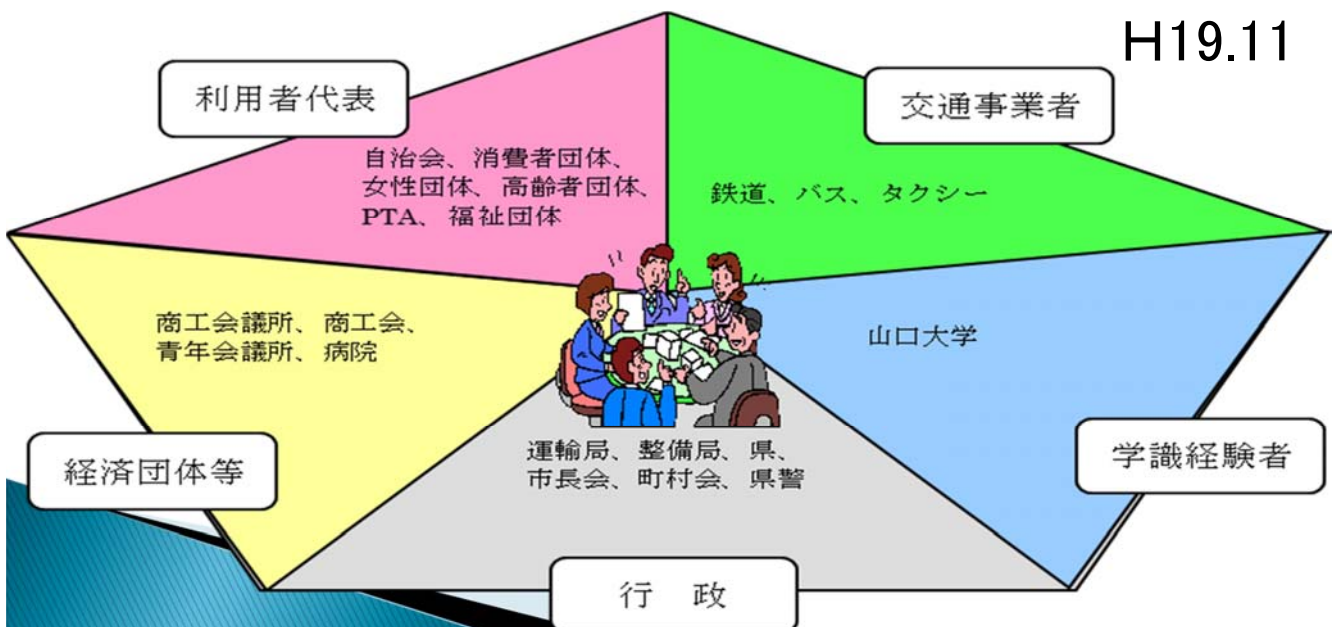 H19.11
利用者代表
交通事業者
自治会、消費者団体、
女性団体、高齢者団体、
PTA、福祉団体
鉄道、バス、タクシー
商工会議所、商工会、
青年会議所、病院
山口大学
運輸局、整備局、県、
市長会、町村会、県警
経済団体等
学識経験者
行 政